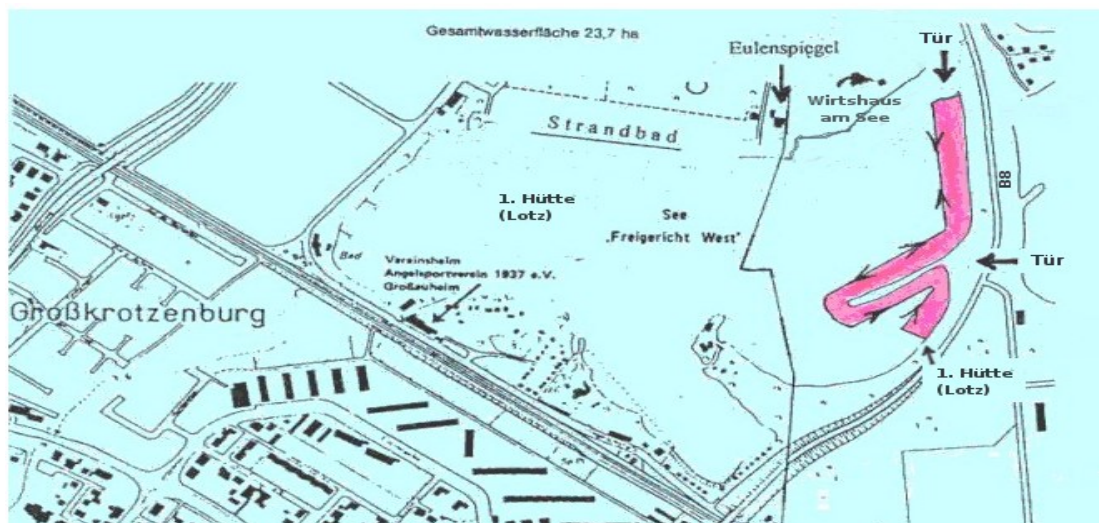 Gesamtwasserfläche 23,7 ha
Eulenspiegel
Tür
Wirtshaus
am See
Strandbad
B8
1. Hütte
(Lotz)
See
„Freigericht West"
Bad
Vereinsheim
Angelsportverein 1937 e.V.
Großauheim
Tür
Großkrotzenburg
1. Hütte
(Lotz)